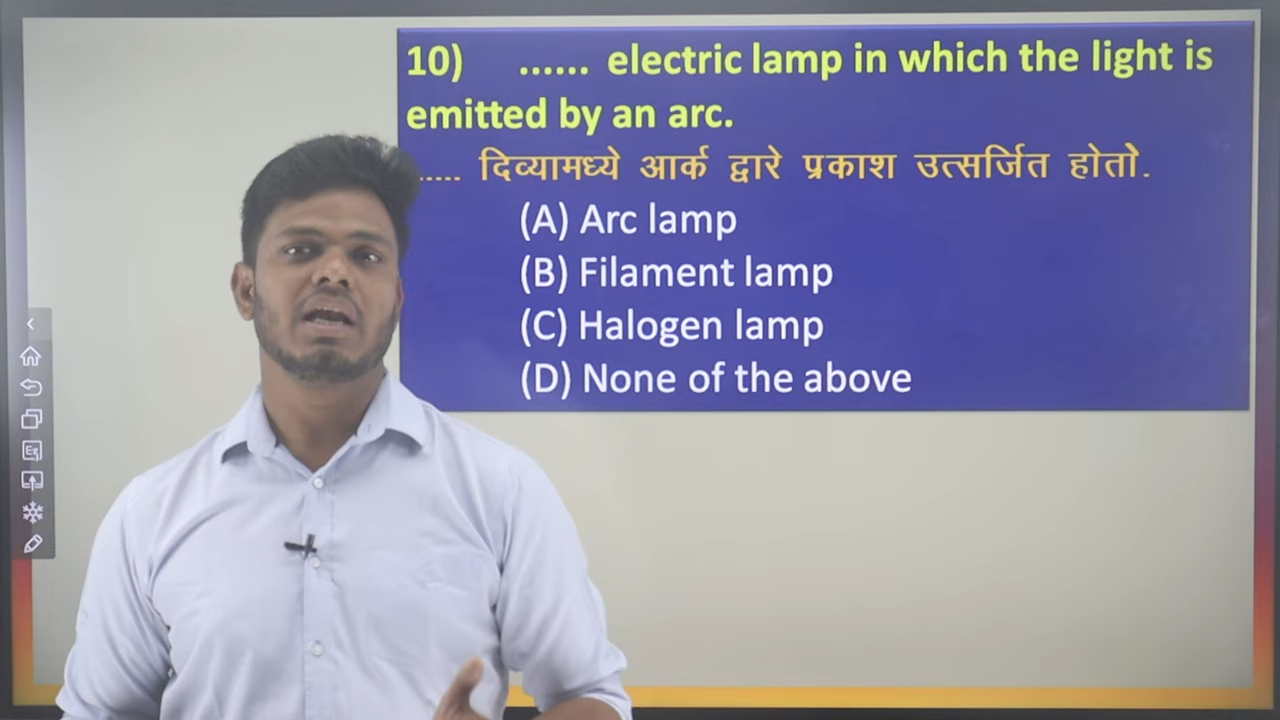 10) ...... electric lamp in which the light is
emitted by an arc.
..... दिव्यामध्ये आर्क द्वारे प्रकाश उत्सर्जित होतो.
(A) Arc lamp
(B) Filament lamp
(C) Halogen lamp
(D) None of the above